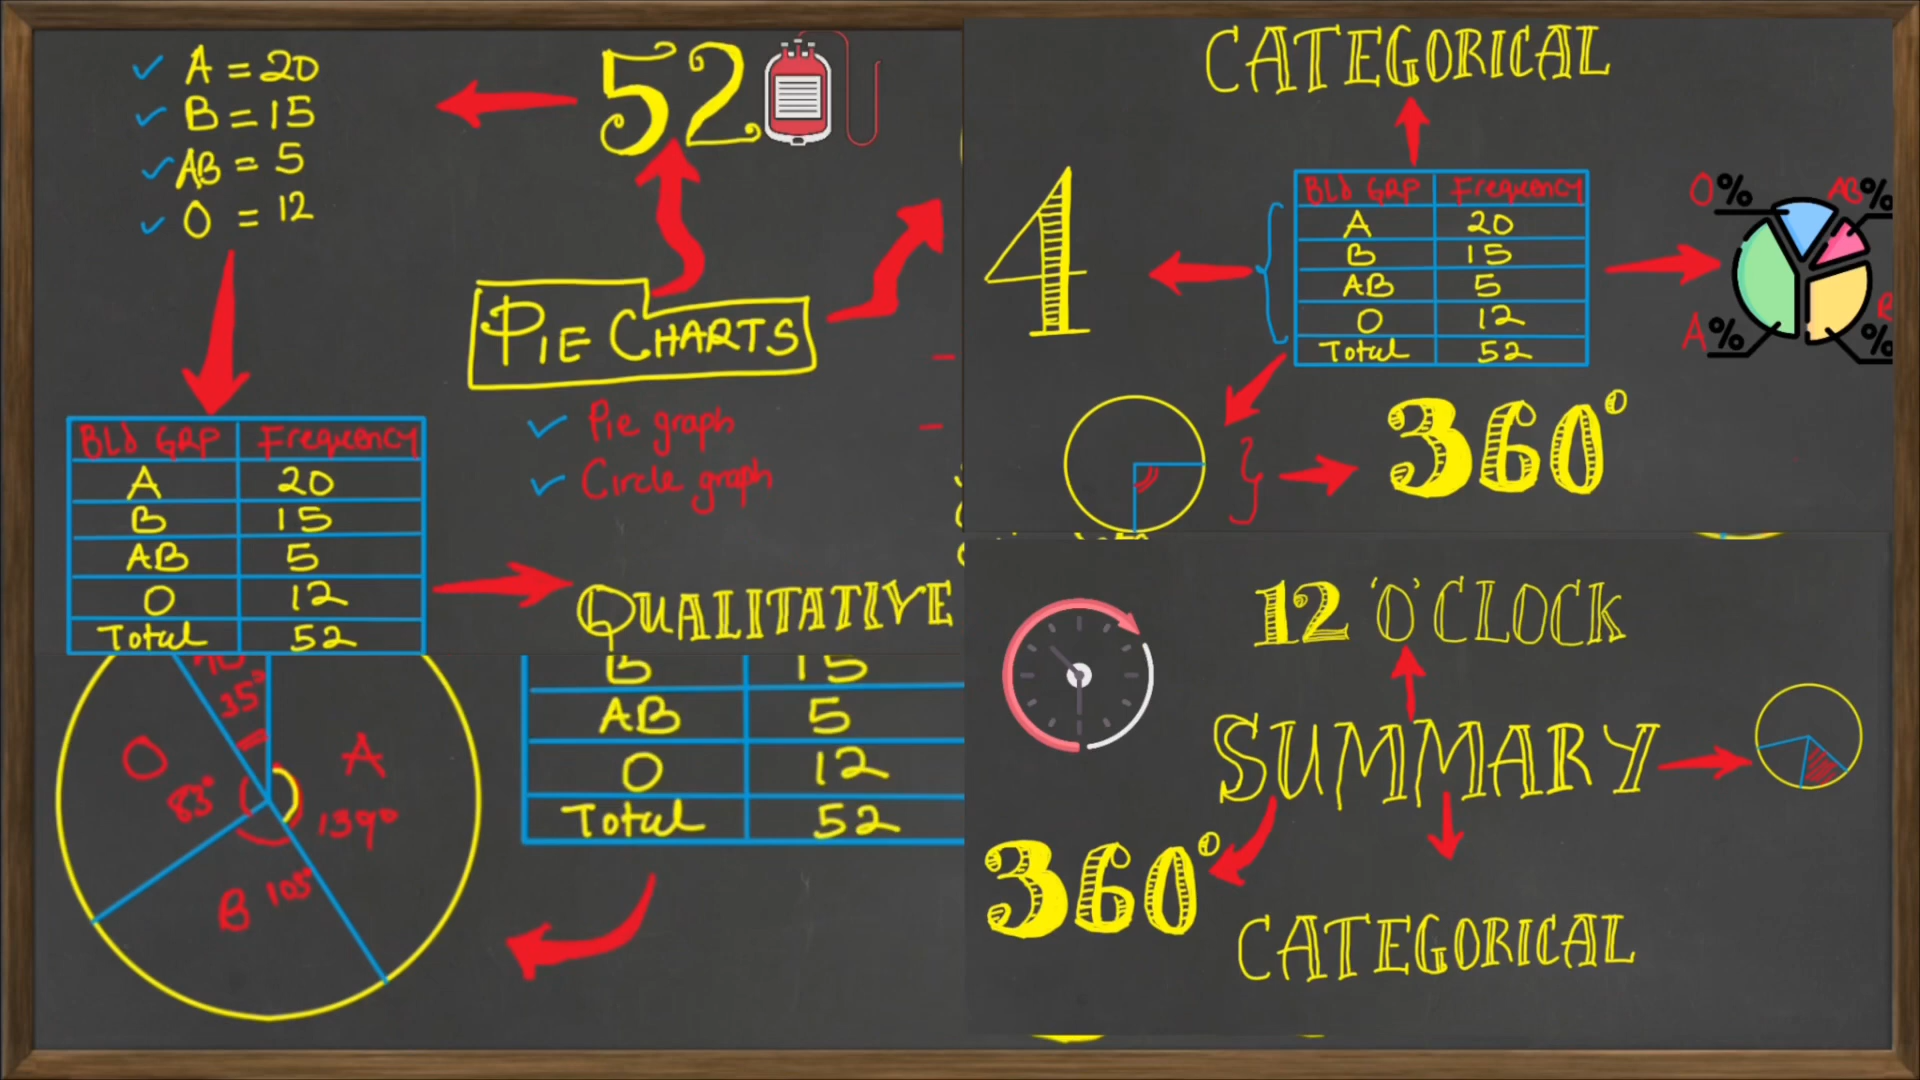 A = 20
B = 15
AB = 5
O = 12
52
PIE CHARTS
Pie graph
Circle graph
Bld GRP Frequency
A 20
B 15
AB 5
O 12
Total 52
QUALITATIVE
CATEGORICAL
4
Bld GRP Frequency
A 20
B 15
AB 5
O 12
Total 52
O%
AB%
A%
%
360°
35°
O
83°
A
139°
B 105°
B 15
AB 5
O 12
Total 52
12 'O' CLOCK
SUMMARY
360°
CATEGORICAL